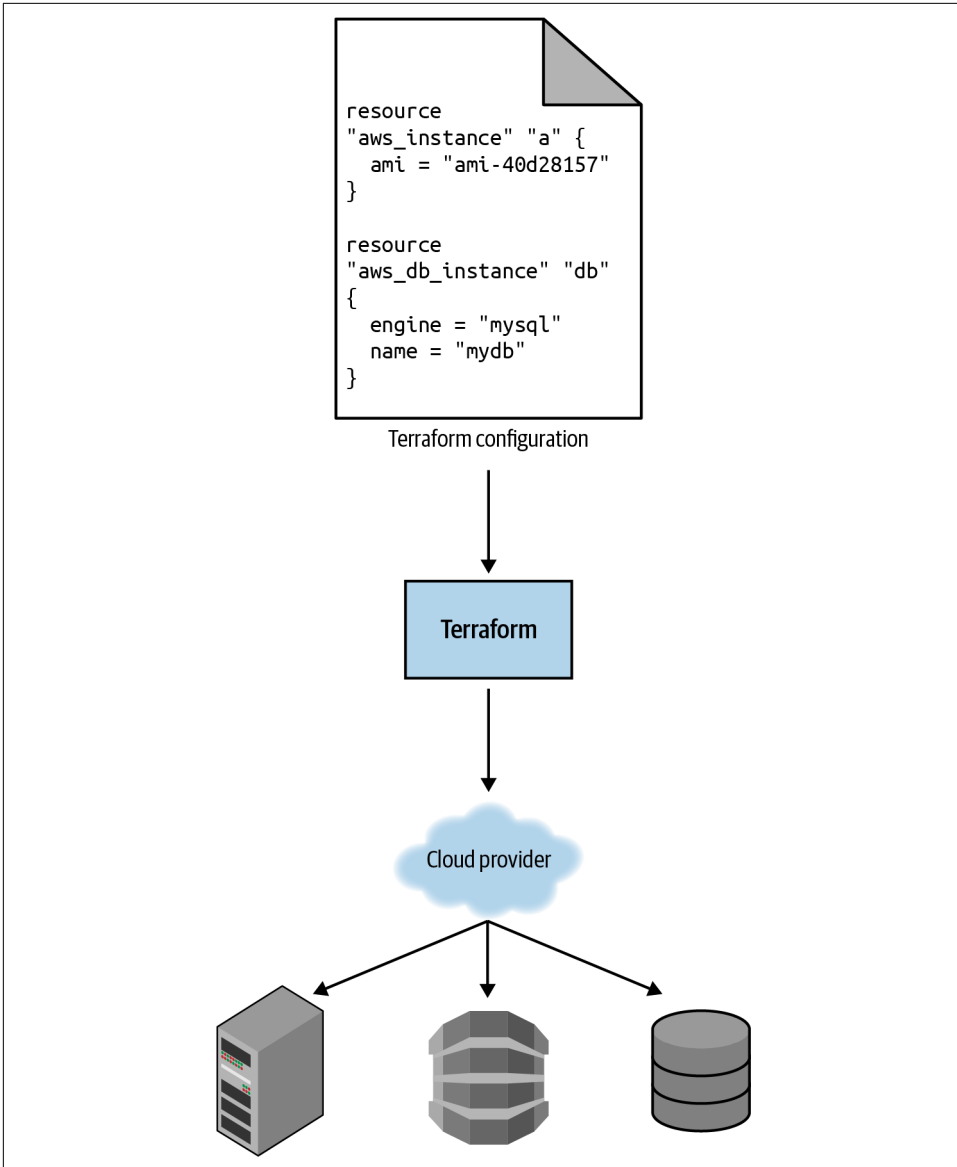 resource
"aws_instance" "a" {
  ami = "ami-40d28157"
}
resource
"aws_db_instance" "db"
{
  engine = "mysql"
  name = "mydb"
}
Terraform configuration
Terraform
Cloud provider